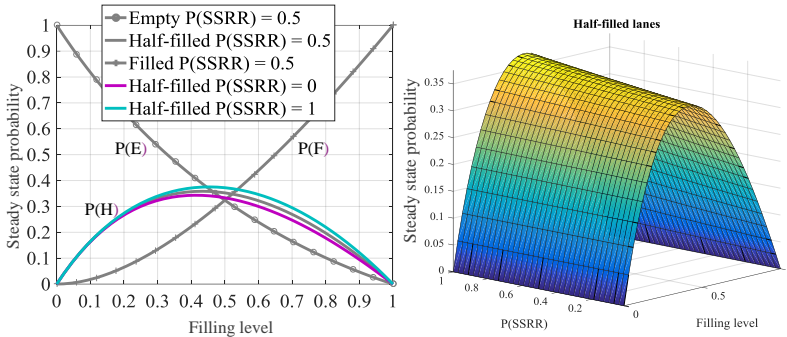 Empty P(SSRR) = 0.5
Half-filled P(SSRR) = 0.5
Filled P(SSRR) = 0.5
Half-filled P(SSRR) = 0
Half-filled P(SSRR) = 1
1
0.9
0.8
0.7
0.6
0.5
0.4
0.3
0.2
0.1
0
Steady state probability
P(E)
P(F)
P(H)
0 0.1 0.2 0.3 0.4 0.5 0.6 0.7 0.8 0.9 1
Filling level
Half-filled lanes
0.35
0.3
0.25
0.2
0.15
0.1
0.05
0
Steady state probability
1 0.8 0.6 0.4 0.2 0
P(SSRR)
0.5
Filling level